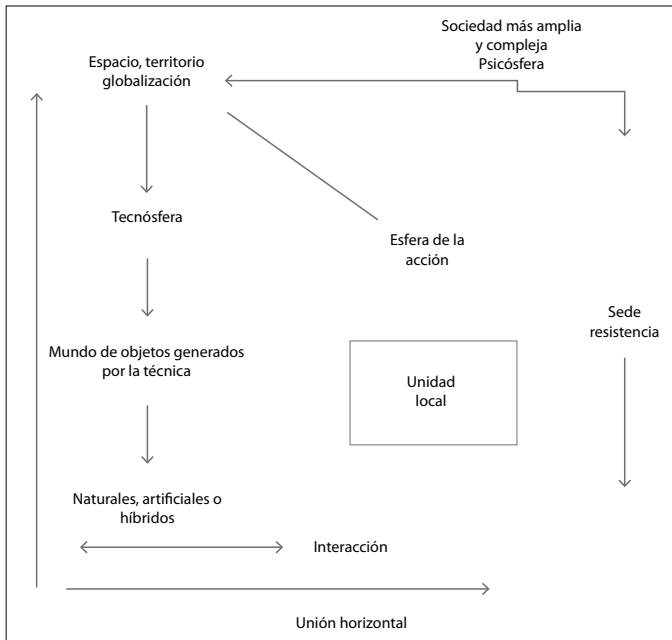 Sociedad más amplia
y compleja
Psicósfera
Espacio, territorio
globalización
Tecnósfera
Esfera de la
acción
Sede
resistencia
Mundo de objetos generados
por la técnica
Unidad
local
Naturales, artificiales o
híbridos
Interacción
Unión horizontal